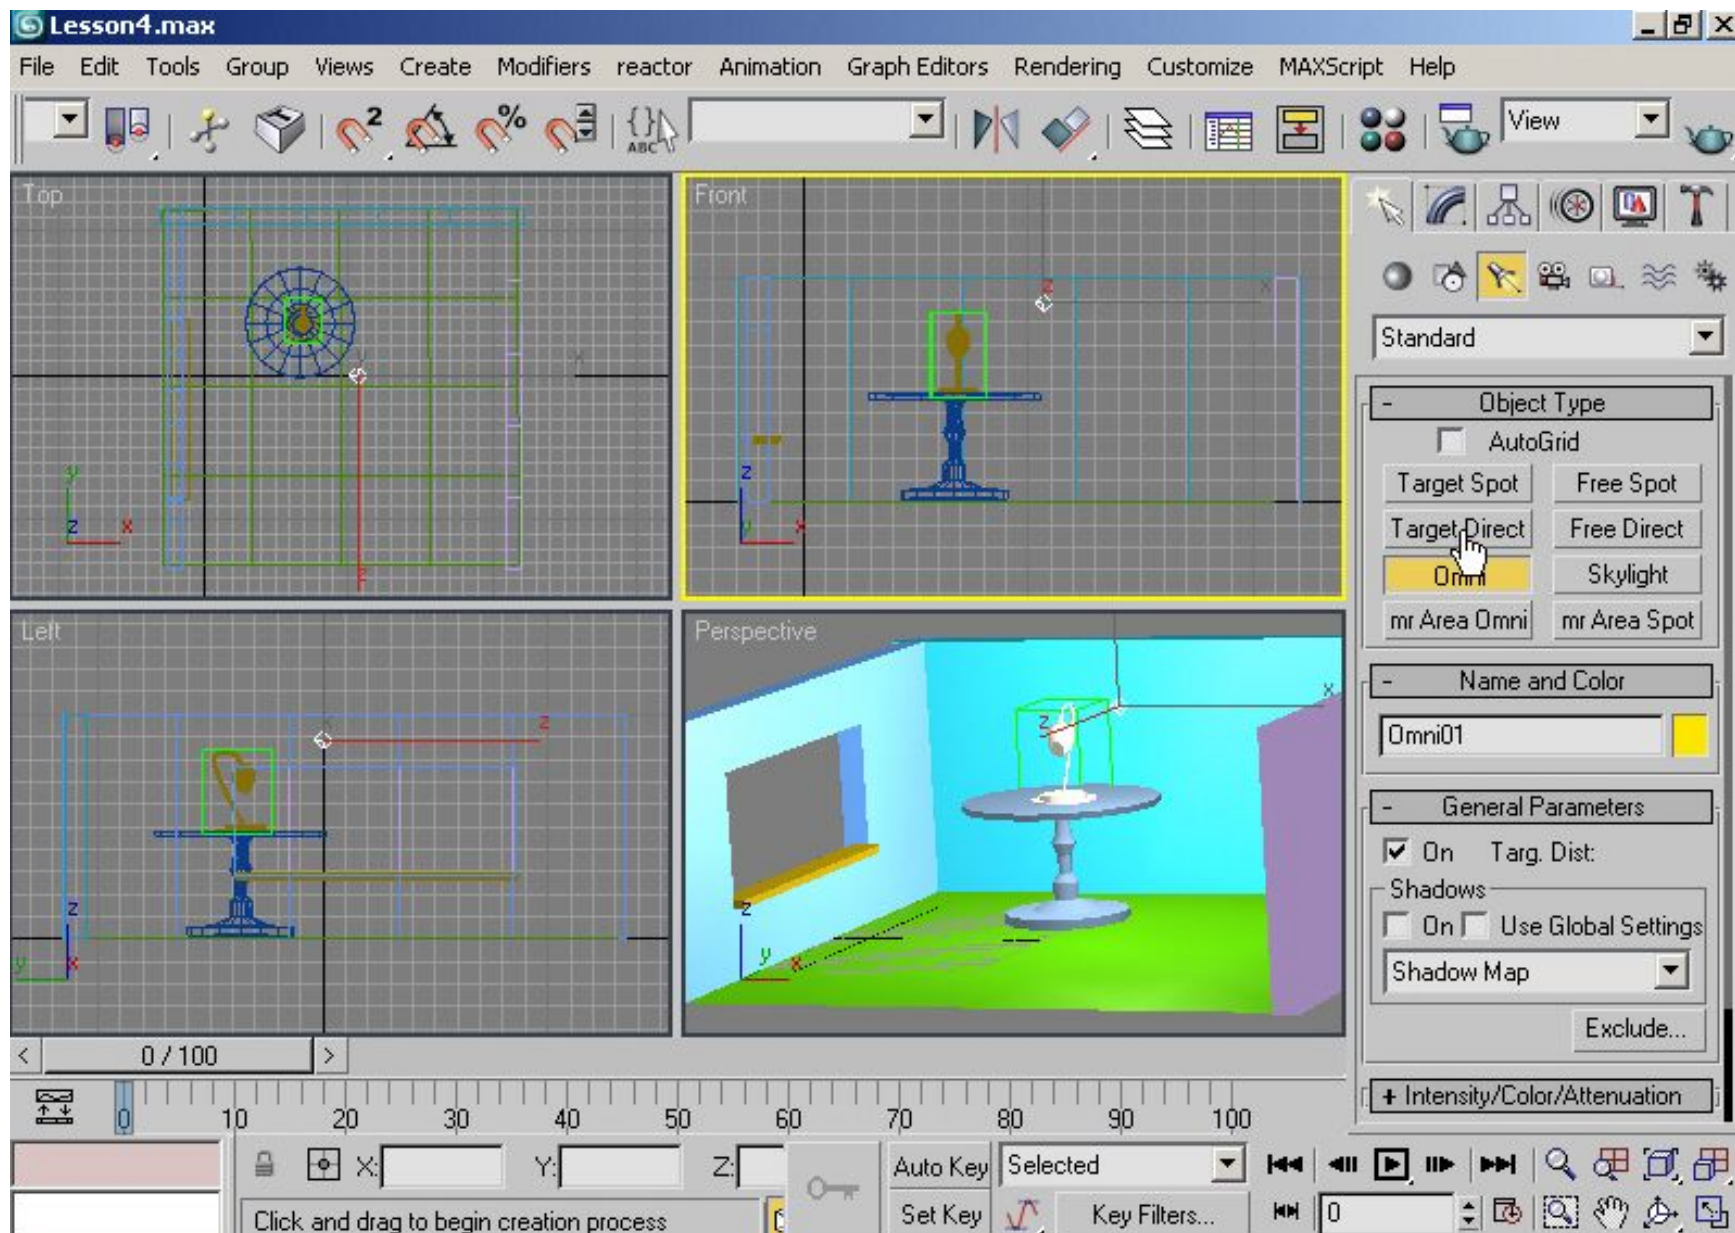 Lesson4.max
File Edit Tools Group Views Create Modifiers reactor Animation Graph Editors Rendering Customize MAXScript Help
2 % {} ABC View
Top
y
x
y
z x
z
Front
z
x
z
y x
Standard
- Object Type
AutoGrid
Target Spot Free Spot
Target Direct Free Direct
Omni Skylight
mr Area Omni mr Area Spot
Left
x
z
z
y x
Perspective
x
z
z
y x
- Name and Color
Omni01
- General Parameters
On Targ. Dist:
Shadows
On Use Global Settings
Shadow Map
Exclude...
+ Intensity/Color/Attenuation
< 0 / 100 >
0 10 20 30 40 50 60 70 80 90 100
X: Y: Z: Auto Key Selected
Click and drag to begin creation process Set Key Key Filters... 0